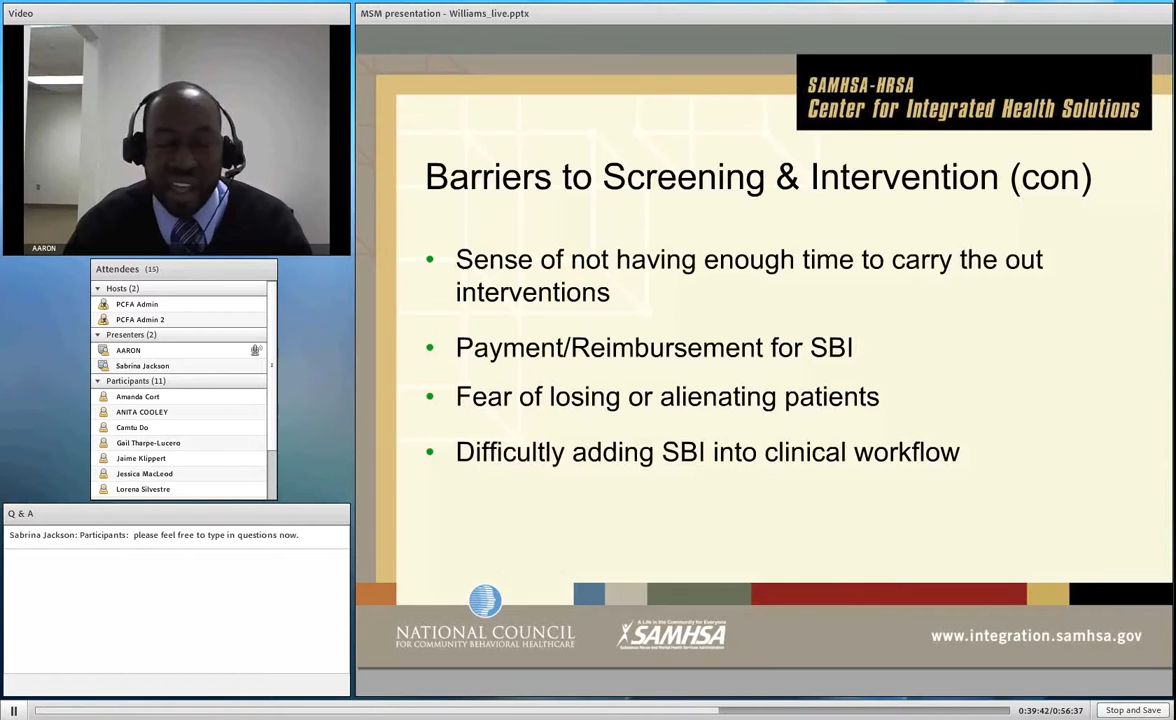 Video
AARON
Attendees (15)
Hosts (2)
PCFA Admin
PCFA Admin 2
Presenters (2)
AARON
Sabrina Jackson
Participants (11)
Amanda Cort
ANITA COOLEY
Camtu Do
Gail Tharpe-Lucero
Jaime Klippert
Jessica MacLeod
Lorena Silvestre
Q & A
Sabrina Jackson: Participants: please feel free to type in questions now.
MSM presentation - Williams_live.pptx
SAMHSA-HRSA
Center for Integrated Health Solutions
Barriers to Screening & Intervention (con)
• Sense of not having enough time to carry the out
interventions
• Payment/Reimbursement for SBI
• Fear of losing or alienating patients
• Difficultly adding SBI into clinical workflow
NATIONAL COUNCIL
FOR COMMUNITY BEHAVIORAL HEALTHCARE
A Life in the Community for Everyone
SAMHSA
Substance Abuse and Mental Health Services Administration
www.integration.samhsa.gov
0:39:42/0:56:37
Stop and Save